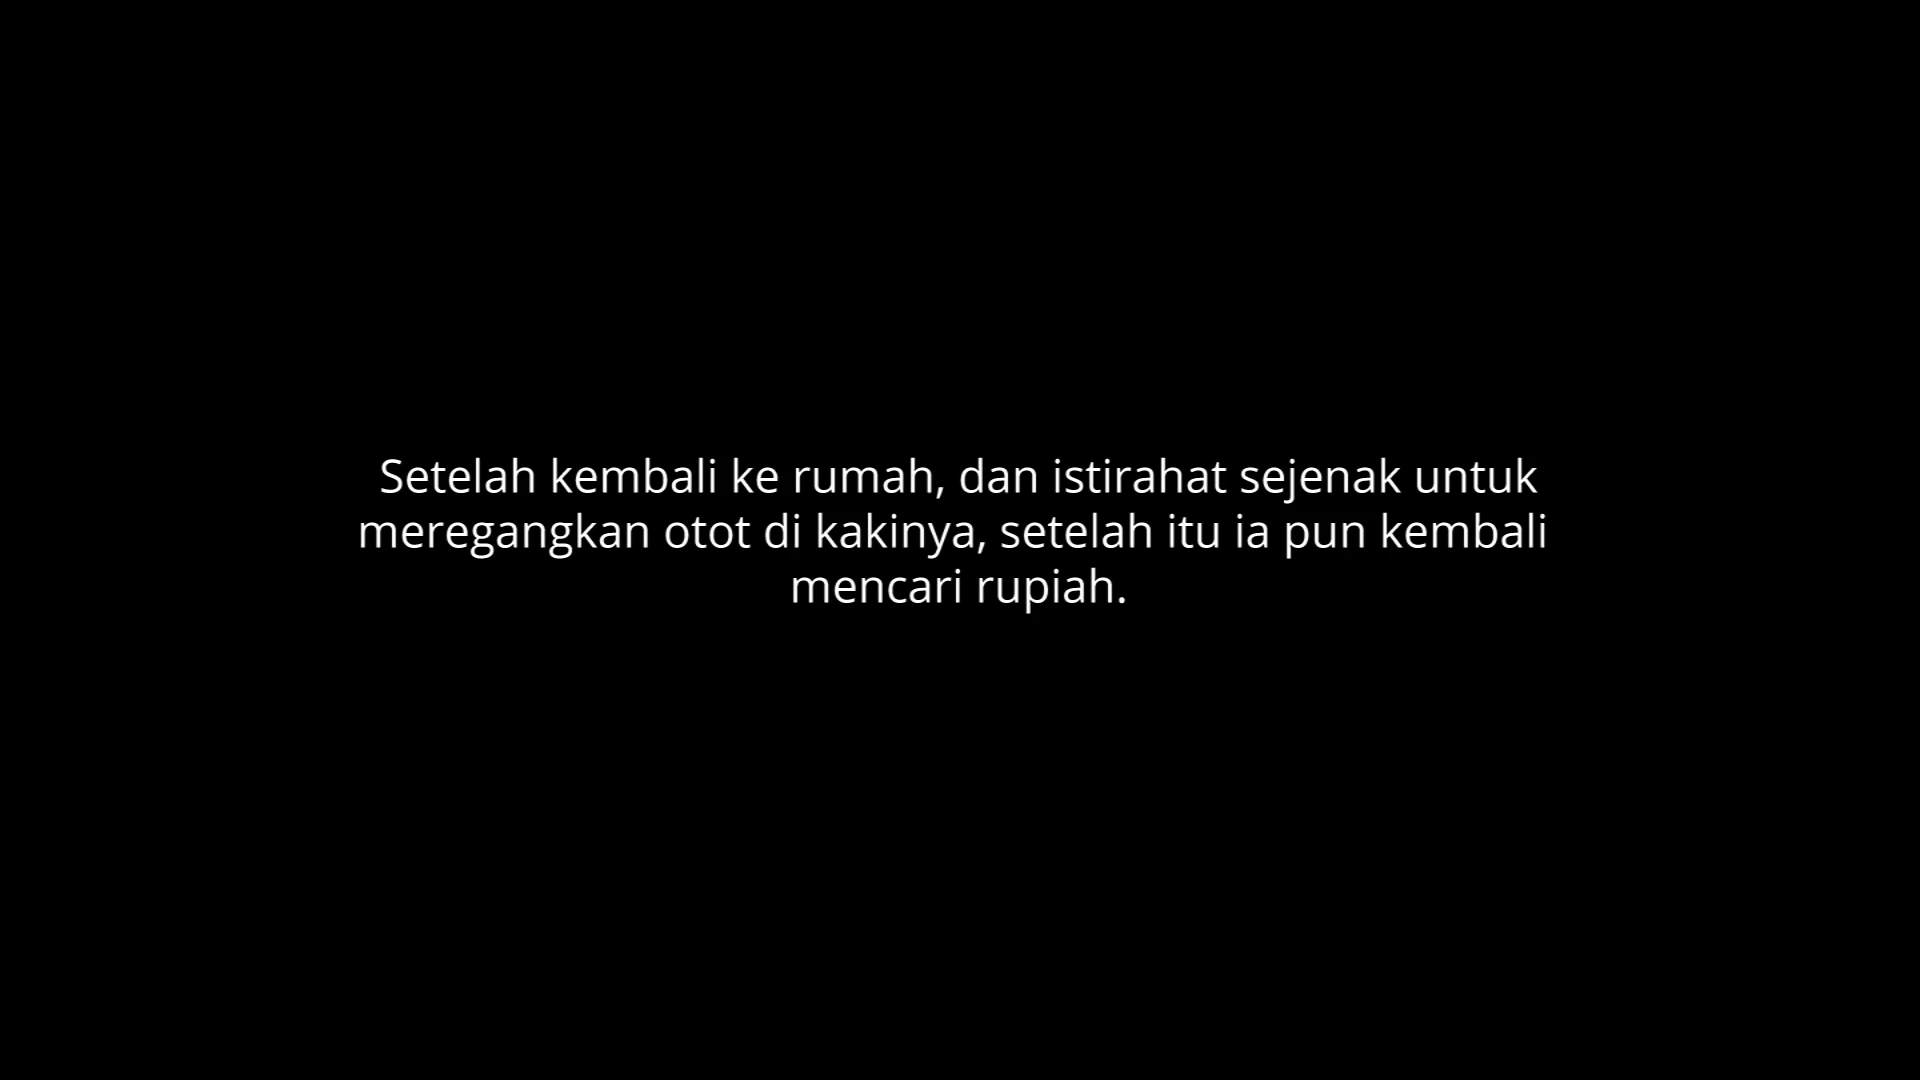 Setelah kembali ke rumah, dan istirahat sejenak untuk
meregangkan otot di kakinya, setelah itu ia pun kembali
mencari rupiah.